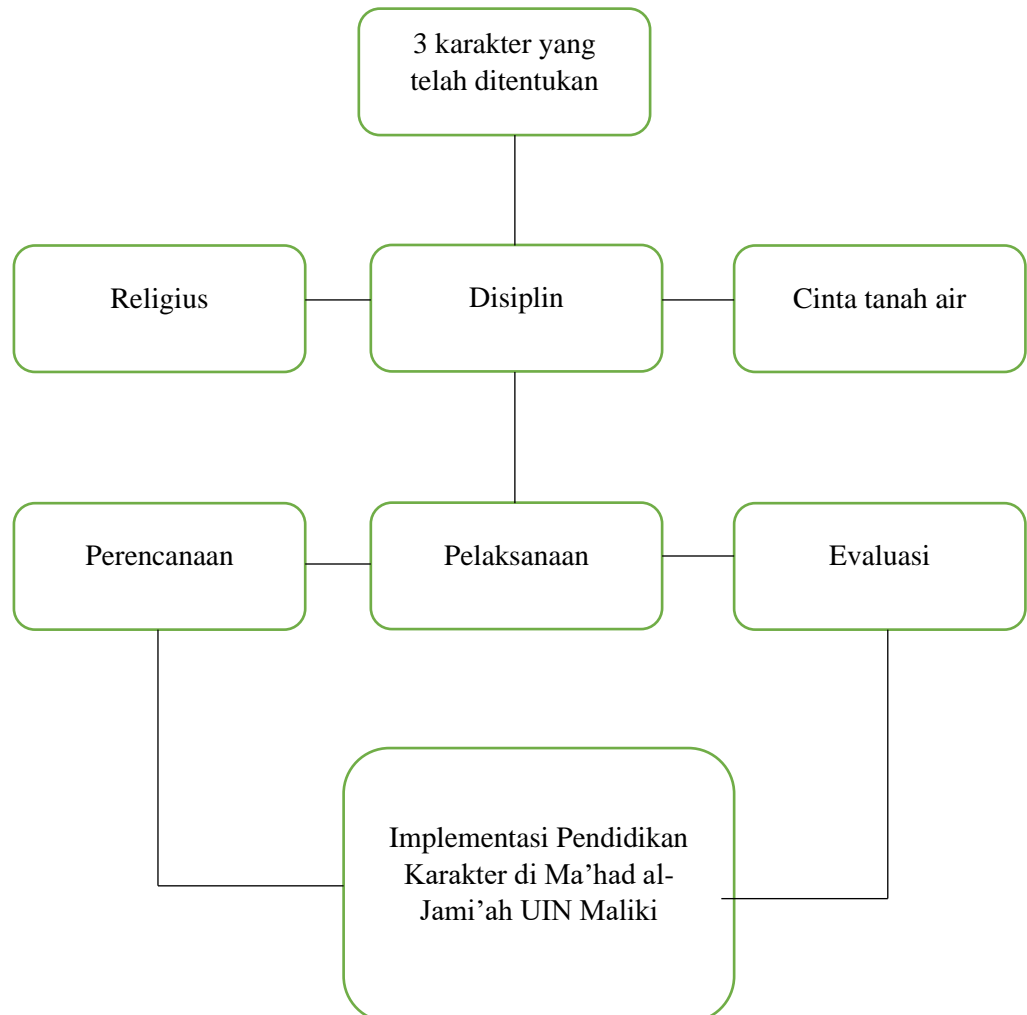 3 karakter yang
telah ditentukan
Religius
Disiplin
Cinta tanah air
Perencanaan
Pelaksanaan
Evaluasi
Implementasi Pendidikan
Karakter di Ma’had al-
Jami’ah UIN Maliki